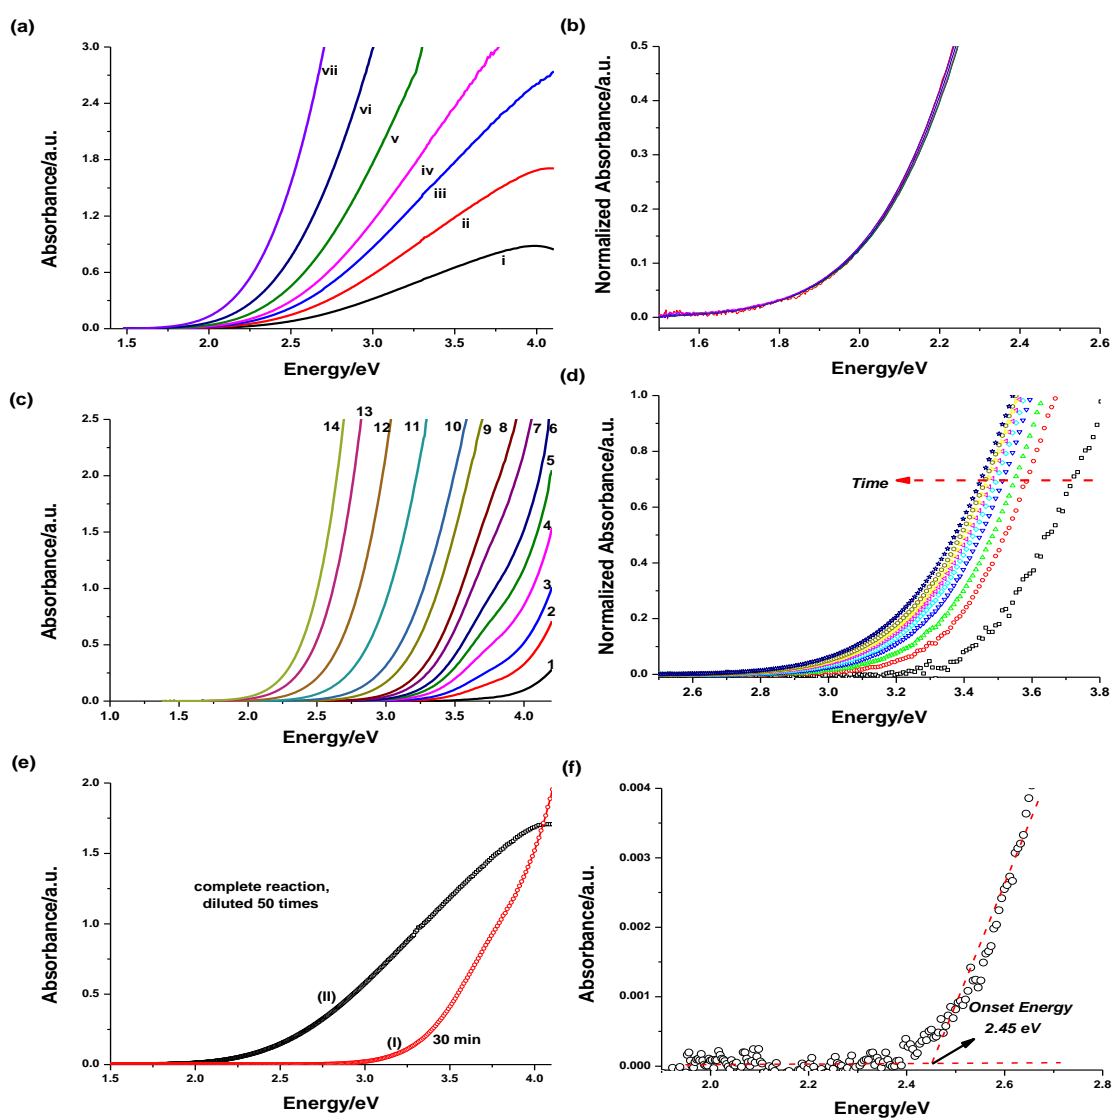 (a)
3.0
2.4
1.8
1.2
0.6
0.0
Absorbance/a.u.
vii
vi
v
iv
iii
ii
i
1.5 2.0 2.5 3.0 3.5 4.0
Energy/eV
(b)
0.5
0.4
0.3
0.2
0.1
0.0
Normalized Absorbance/a.u.
1.6 1.8 2.0 2.2 2.4 2.6
Energy/eV
(c)
2.5
2.0
1.5
1.0
0.5
0.0
Absorbance/a.u.
14 13 12 11 10 9 8 7 6
5
4
3
2
1
1.0 1.5 2.0 2.5 3.0 3.5 4.0
Energy/eV
(d)
1.0
0.8
0.6
0.4
0.2
0.0
Normalized Absorbance/a.u.
Time
2.6 2.8 3.0 3.2 3.4 3.6 3.8
Energy/eV
(e)
2.0
1.5
1.0
0.5
0.0
Absorbance/a.u.
complete reaction,
diluted 50 times
(II)
(I)
30 min
1.5 2.0 2.5 3.0 3.5 4.0
Energy/eV
(f)
0.004
0.003
0.002
0.001
0.000
Absorbance/a.u.
Onset Energy
2.45 eV
2.0 2.2 2.4 2.6 2.8
Energy/eV